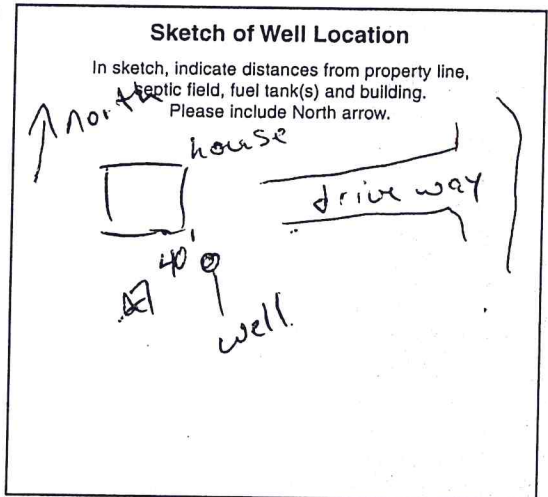 Sketch of Well Location
In sketch, indicate distances from property line,
septic field, fuel tank(s) and building.
Please include North arrow.
north
house
drive way
40'
well